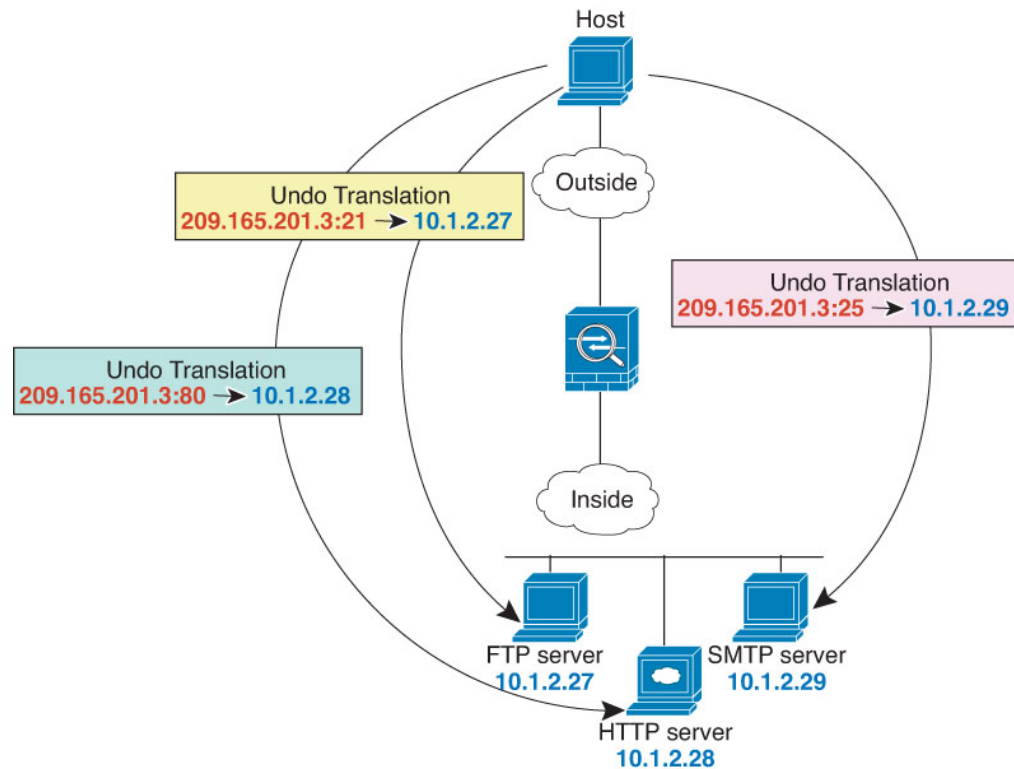 Host
Outside
Undo Translation
209.165.201.3:21 → 10.1.2.27
Undo Translation
209.165.201.3:25 → 10.1.2.29
Undo Translation
209.165.201.3:80 → 10.1.2.28
Inside
FTP server
10.1.2.27
SMTP server
10.1.2.29
HTTP server
10.1.2.28